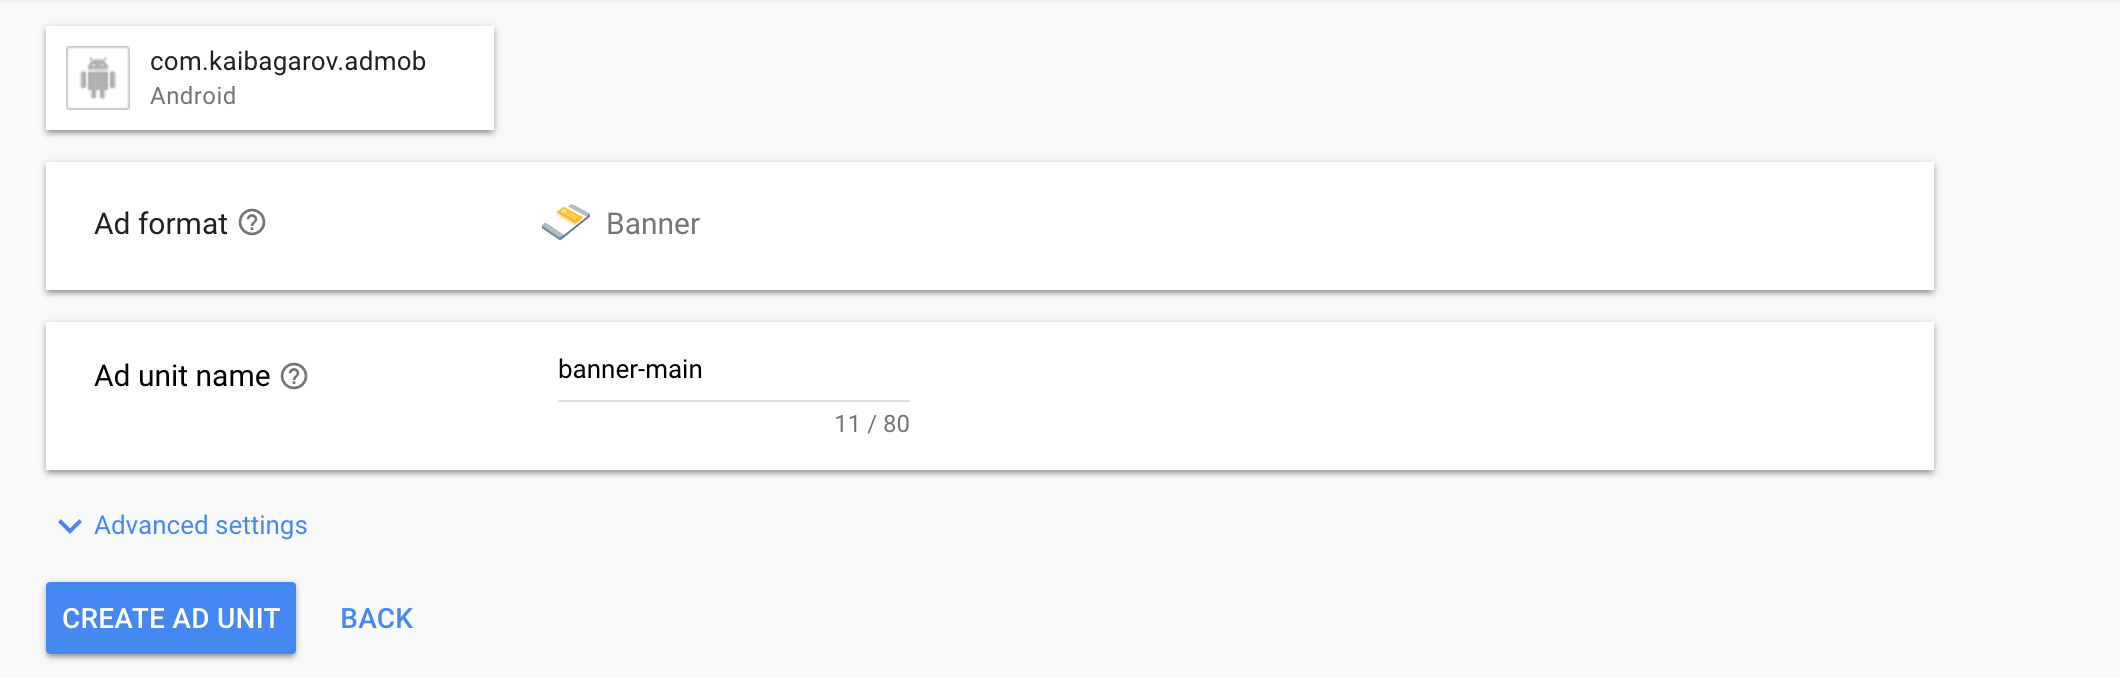 com.kaibagarov.admob
Android
Ad format
Banner
Ad unit name
banner-main
11 / 80
Advanced settings
CREATE AD UNIT
BACK